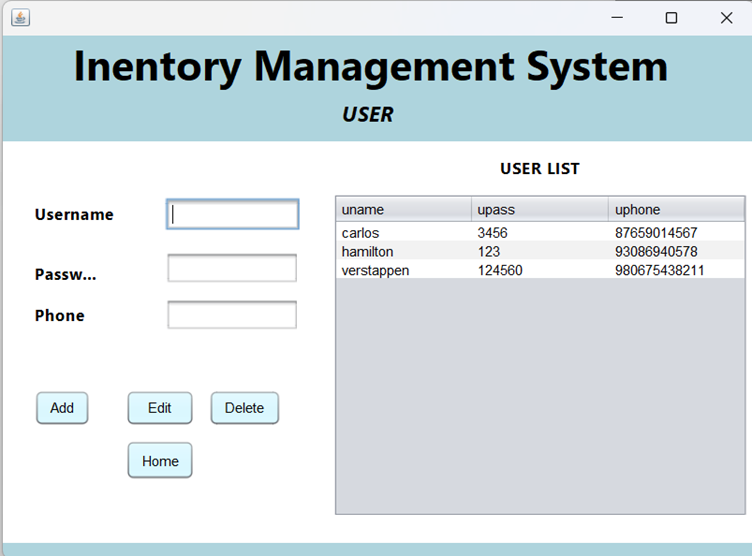 Inentory Management System
USER
USER LIST
Username
Passw...
Phone
uname upass uphone
carlos 3456 87659014567
hamilton 123 93086940578
verstappen 124560 980675438211
Add Edit Delete
Home